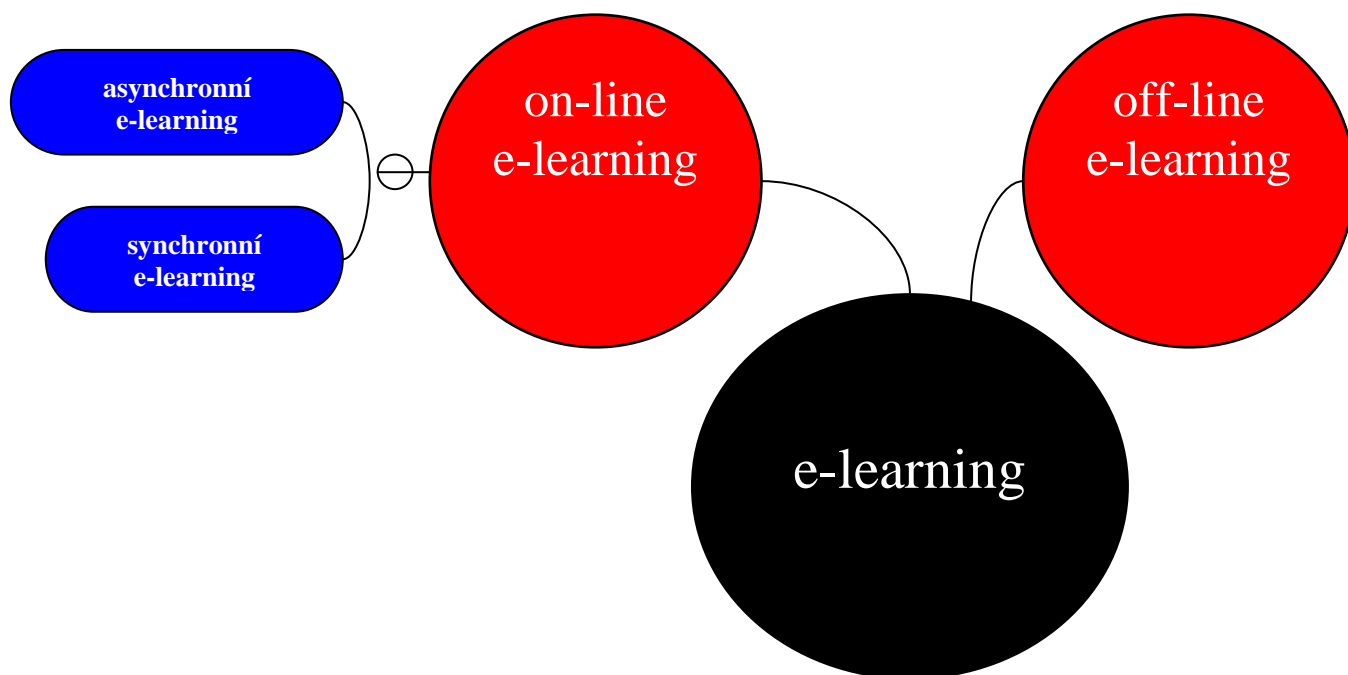 asynchronní
e-learning
synchronní
e-learning
on-line
e-learning
off-line
e-learning
e-learning